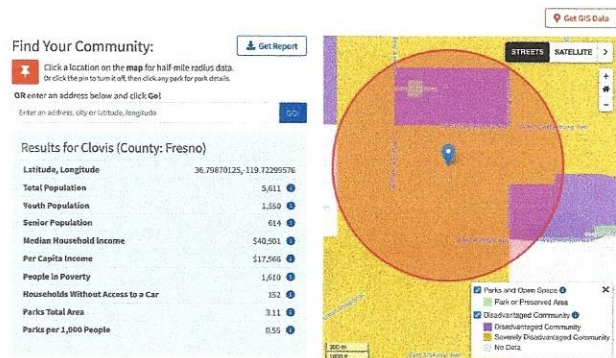 Get GIS Data
Find Your Community:
Get Report
Click a location on the map for half-mile radius data.
Or click the pin to turn it off, then click any park for park details.
OR enter an address below and click Go!
Enter an address, city or latitude, longitude
GO
Results for Clovis (County: Fresno)
Latitude, Longitude 36.79870125,-119.72299576
Total Population 5,611
Youth Population 1,550
Senior Population 614
Median Household Income $40,901
Per Capita Income $17,566
People in Poverty 1,610
Households Without Access to a Car 352
Parks Total Area 3.11
Parks per 1,000 People 0.55
STREETS SATELLITE
+
−
Parks and Open Space
Park or Preserved Area
Disadvantaged Community
Disadvantaged Community
Severely Disadvantaged Community
No Data
300 m
1000 ft